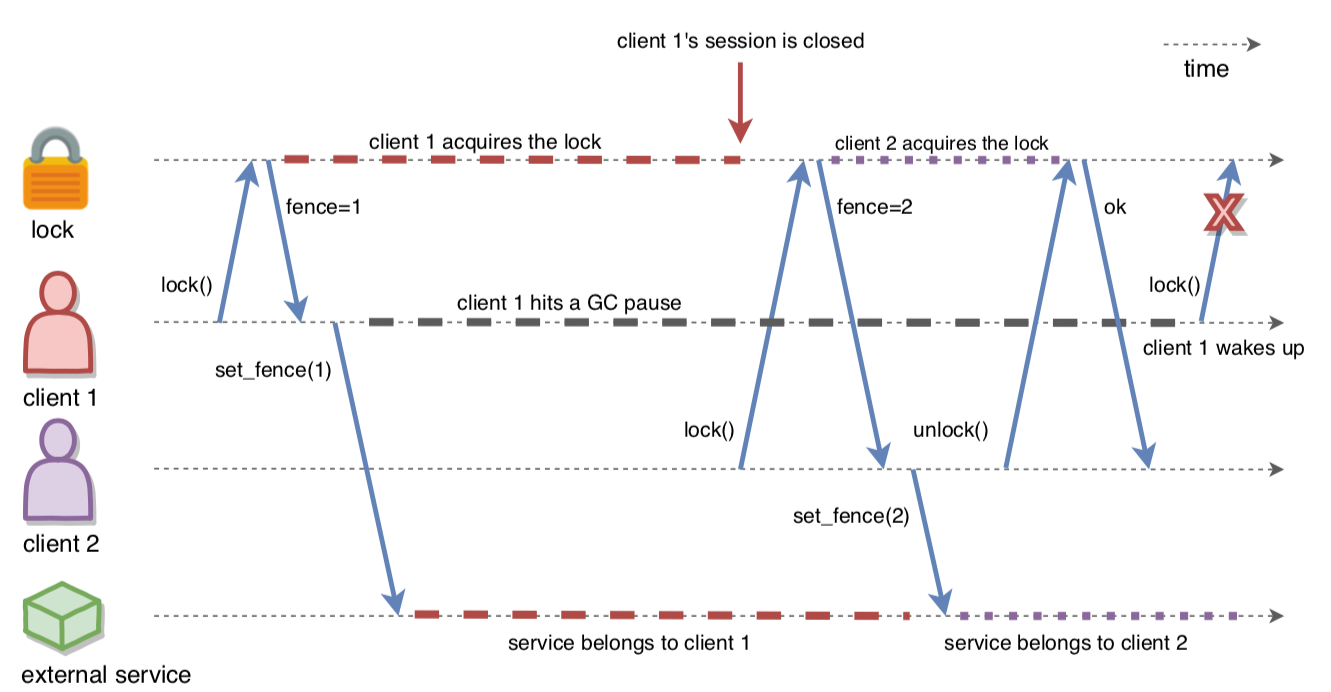 client 1's session is closed
time
client 1 acquires the lock
client 2 acquires the lock
fence=1
fence=2
ok
X
lock
lock()
lock()
client 1 hits a GC pause
client 1 wakes up
set_fence(1)
client 1
lock()
unlock()
set_fence(2)
client 2
service belongs to client 1
service belongs to client 2
external service